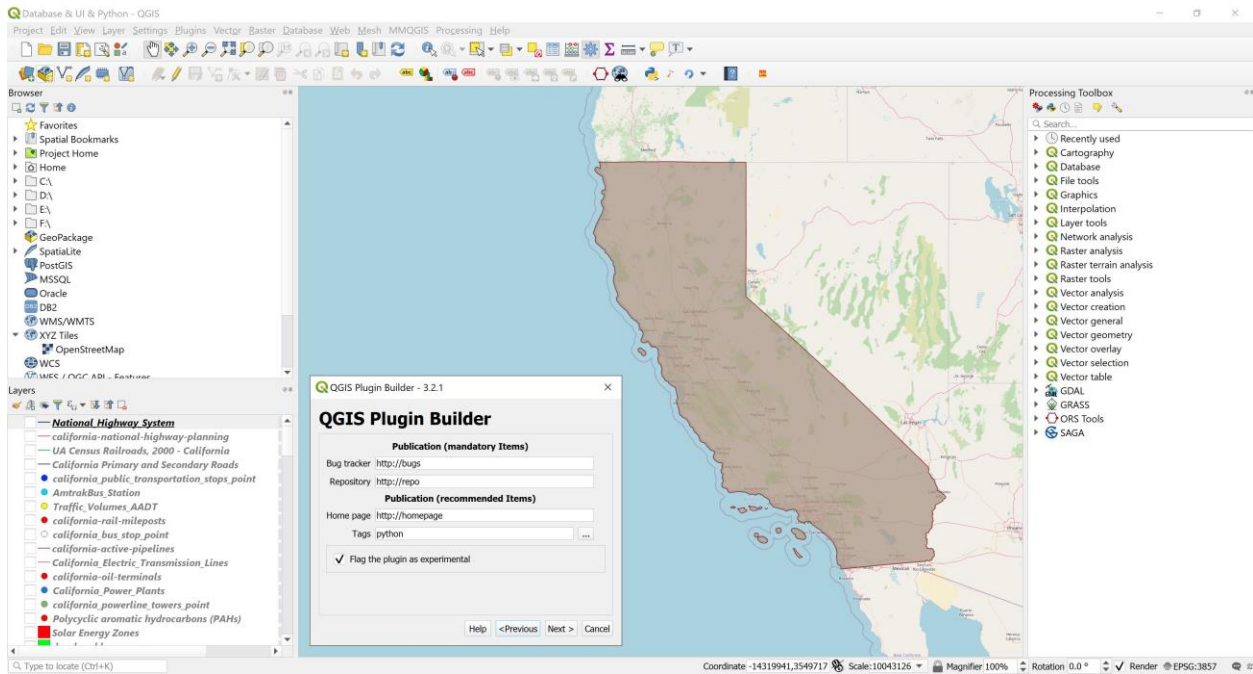 Database & UI & Python - QGIS
Project Edit View Layer Settings Plugins Vector Raster Database Web Mesh MMQGIS Processing Help
Browser
Favorites
Spatial Bookmarks
Project Home
Home
C:\
D:\
E:\
F:\
GeoPackage
SpatiaLite
PostGIS
MSSQL
Oracle
DB2
WMS/WMTS
XYZ Tiles
OpenStreetMap
WCS
WFS / OGC API - Features
Layers
National_Highway_System
california-national-highway-planning
UA Census Railroads, 2000 - California
California Primary and Secondary Roads
california_public_transportation_stops_point
AmtrakBus_Station
Traffic_Volumes_AADT
california-rail-mileposts
california_bus_stop_point
california-active-pipelines
California_Electric_Transmission_Lines
california-oil-terminals
California_Power_Plants
california_powerline_towers_point
Polycyclic aromatic hydrocarbons (PAHs)
Solar Energy Zones
QGIS Plugin Builder - 3.2.1
QGIS Plugin Builder
Publication (mandatory Items)
Bug tracker http://bugs
Repository http://repo
Publication (recommended Items)
Home page http://homepage
Tags python ...
Flag the plugin as experimental
Help <Previous Next > Cancel
Processing Toolbox
Search...
Recently used
Cartography
Database
File tools
Graphics
Interpolation
Layer tools
Network analysis
Raster analysis
Raster terrain analysis
Raster tools
Vector analysis
Vector creation
Vector general
Vector geometry
Vector overlay
Vector selection
Vector table
GDAL
GRASS
ORS Tools
SAGA
Type to locate (Ctrl+K)
Coordinate -14319941,3549717 Scale:10043126 Magnifier 100% Rotation 0.0 ° Render EPSG:3857